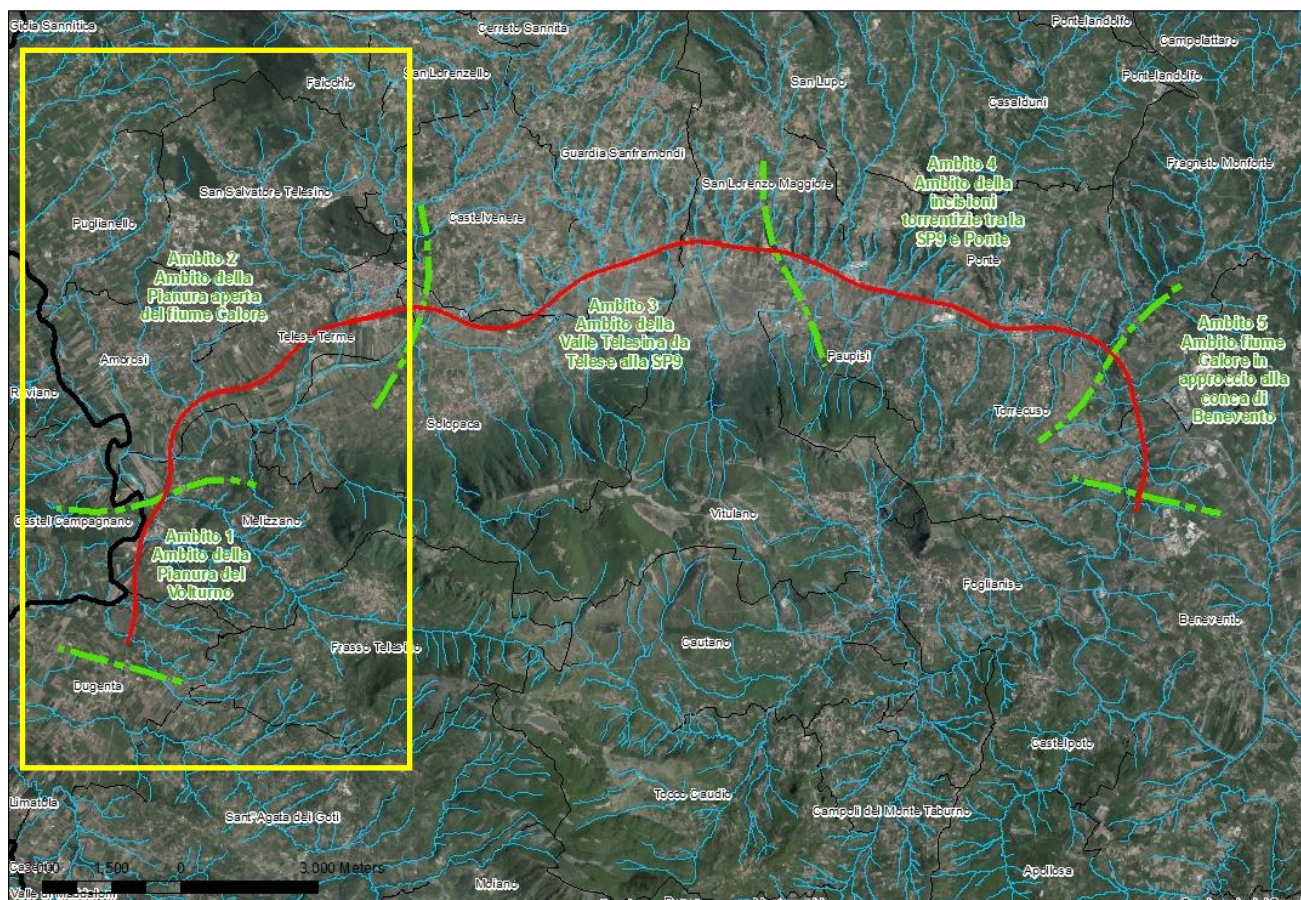 Gioia Sannitica
Cerreto Sannita
Pontelandolfo
Campolattaro
Faicchio
San Lorenzello
San Lupo
Pontelandolfo
Casalduni
Guardia Sanframondi
Fragneto Monforte
San Salvatore Telesino
San Lorenzo Maggiore
Ambito 4
Ambito della
incisioni
torrentizie tra la
SP9 e Ponte
Puglianello
Castelvenere
Ponte
Ambito 2
Ambito della
Pianura aperta
del fiume Calore
Ambito 3
Ambito della
Valle Telesina da
Telese alla SP9
Ambito 5
Ambito fiume
Calore in
approccio alla
conca di
Benevento
Telese Terme
Amorosi
Paupisi
Ruviano
Solopaca
Torrecuso
Castel Campagnano
Melizzano
Vitulano
Ambito 1
Ambito della
Pianura del
Volturno
Foglianise
Benevento
Frasso Telesino
Cautano
Dugenta
Castelpoto
Limatola
Sant'Agata dei Goti
Tocco Caudio
Campoli del Monte Taburno
1.500 0 3.000 Meters
Apollosa
Moiano